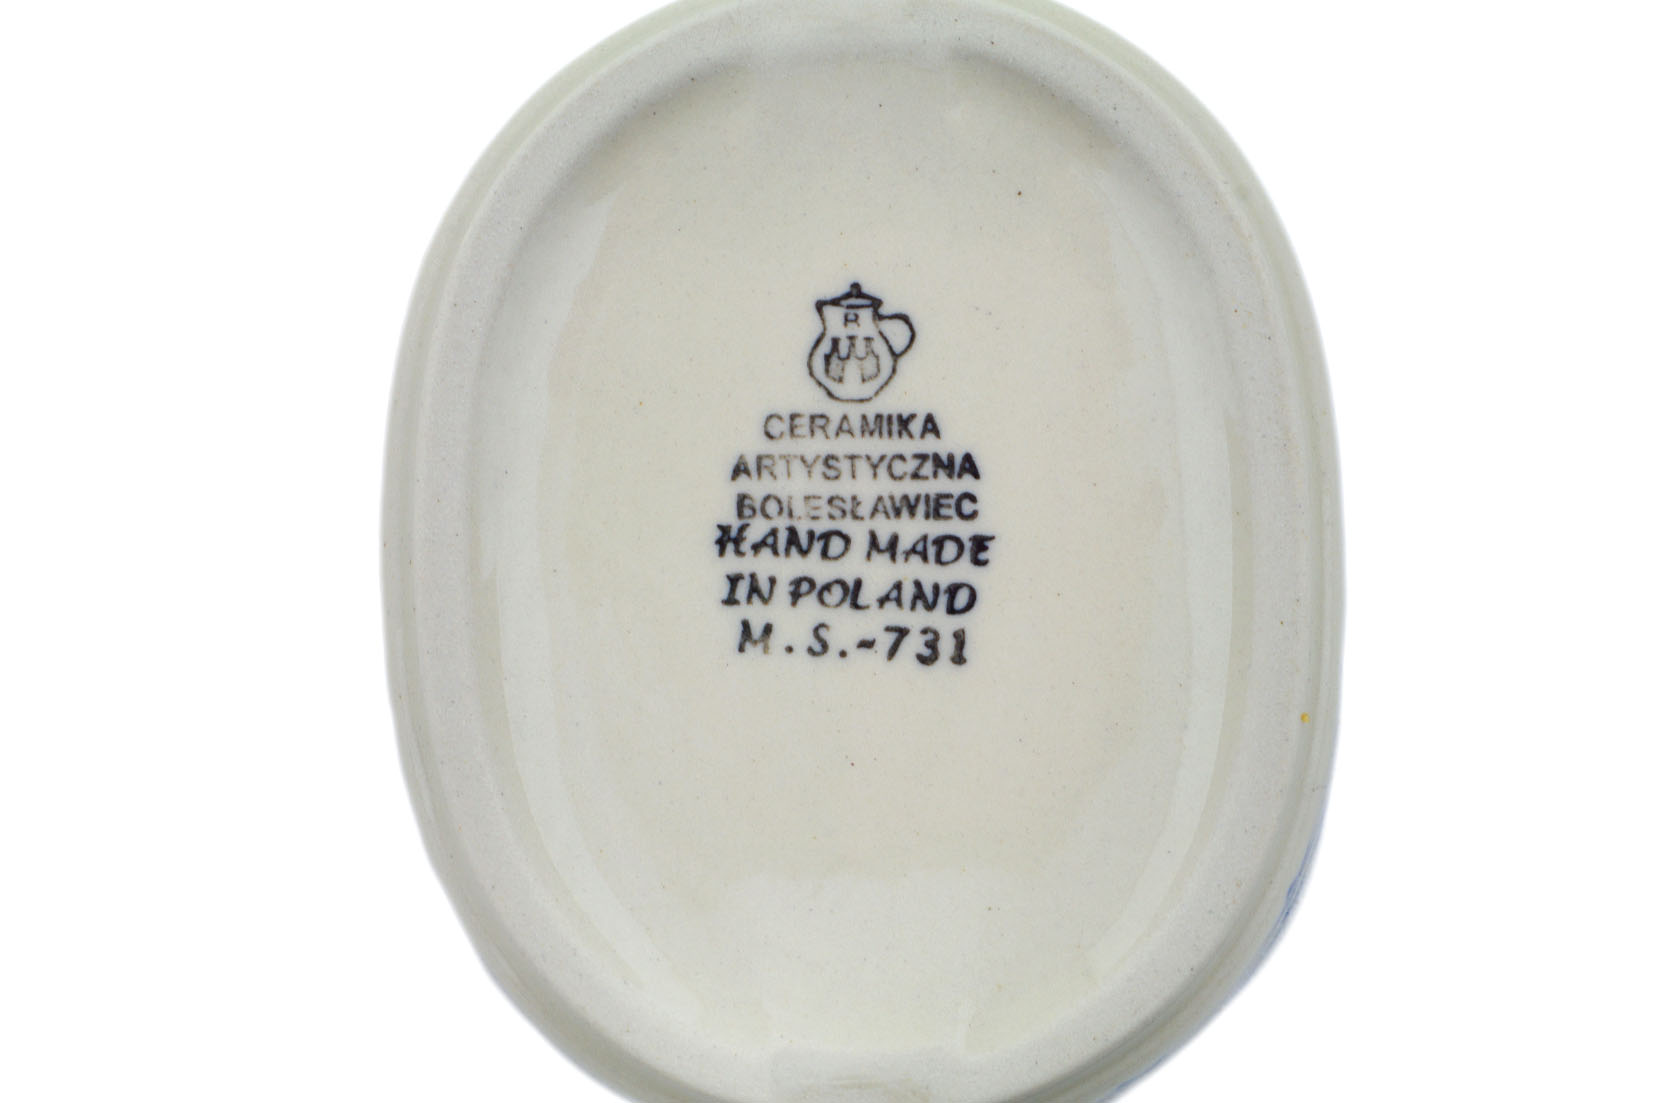 R
CERAMIKA
ARTYSTYCZNA
BOLESŁAWIEC
HAND MADE
IN POLAND
M.S.-731